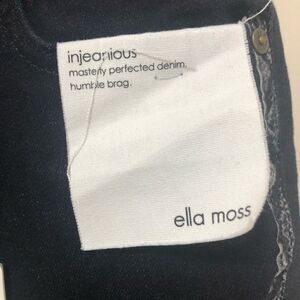 injeanious
masterly perfected denim.
humble brag.
ella moss